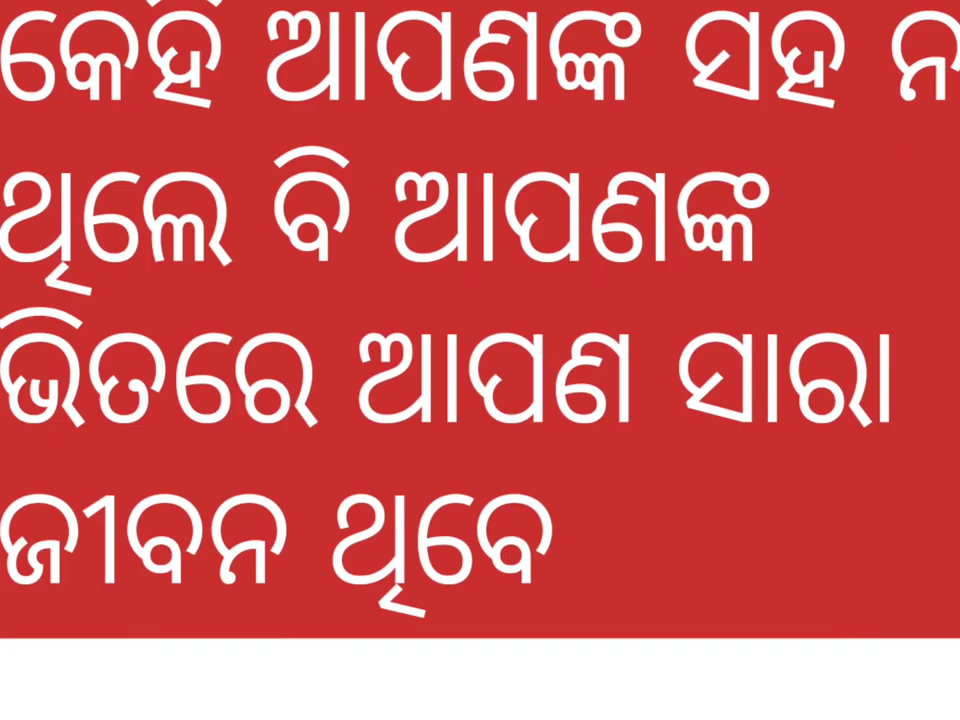 କେହି ଆପଣଙ୍କ ସହ ନ
ଥିଲେ ବି ଆପଣଙ୍କ
ଭିତରେ ଆପଣ ସାରା
ଜୀବନ ଥିବେ